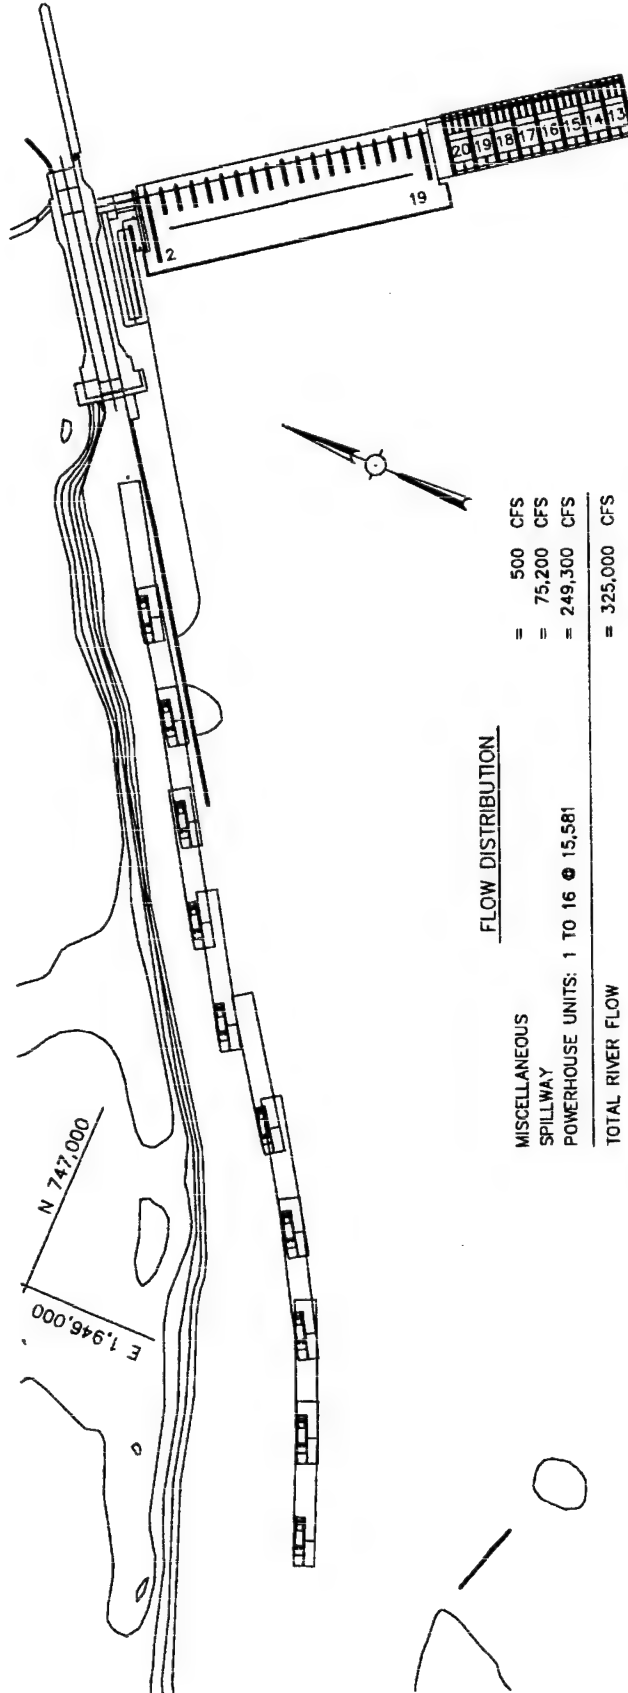 20 19 18 17 16 15 14 13
2
19
FLOW DISTRIBUTION
MISCELLANEOUS = 500 CFS
SPILLWAY = 75,200 CFS
POWERHOUSE UNITS: 1 TO 16 @ 15,581 = 249,300 CFS
TOTAL RIVER FLOW = 325,000 CFS
N 747,000
E 1,946,000